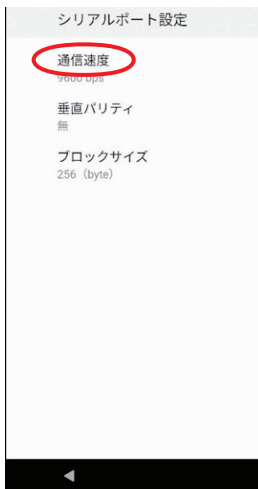 シリアルポート設定
通信速度
9600 bps
垂直パリティ
無
ブロックサイズ
256（byte）